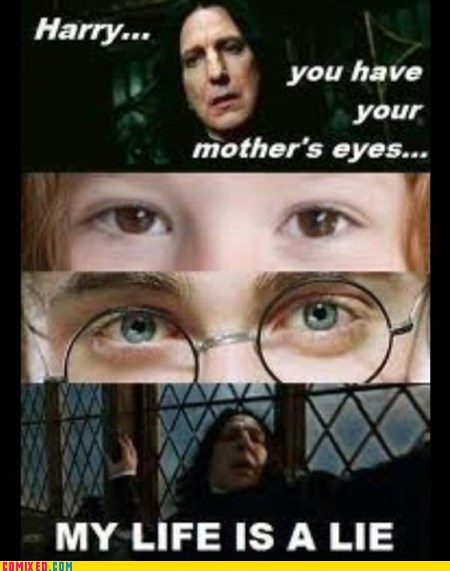 Harry...
you have
your
mother's eyes...
MY LIFE IS A LIE
COMIXED.COM